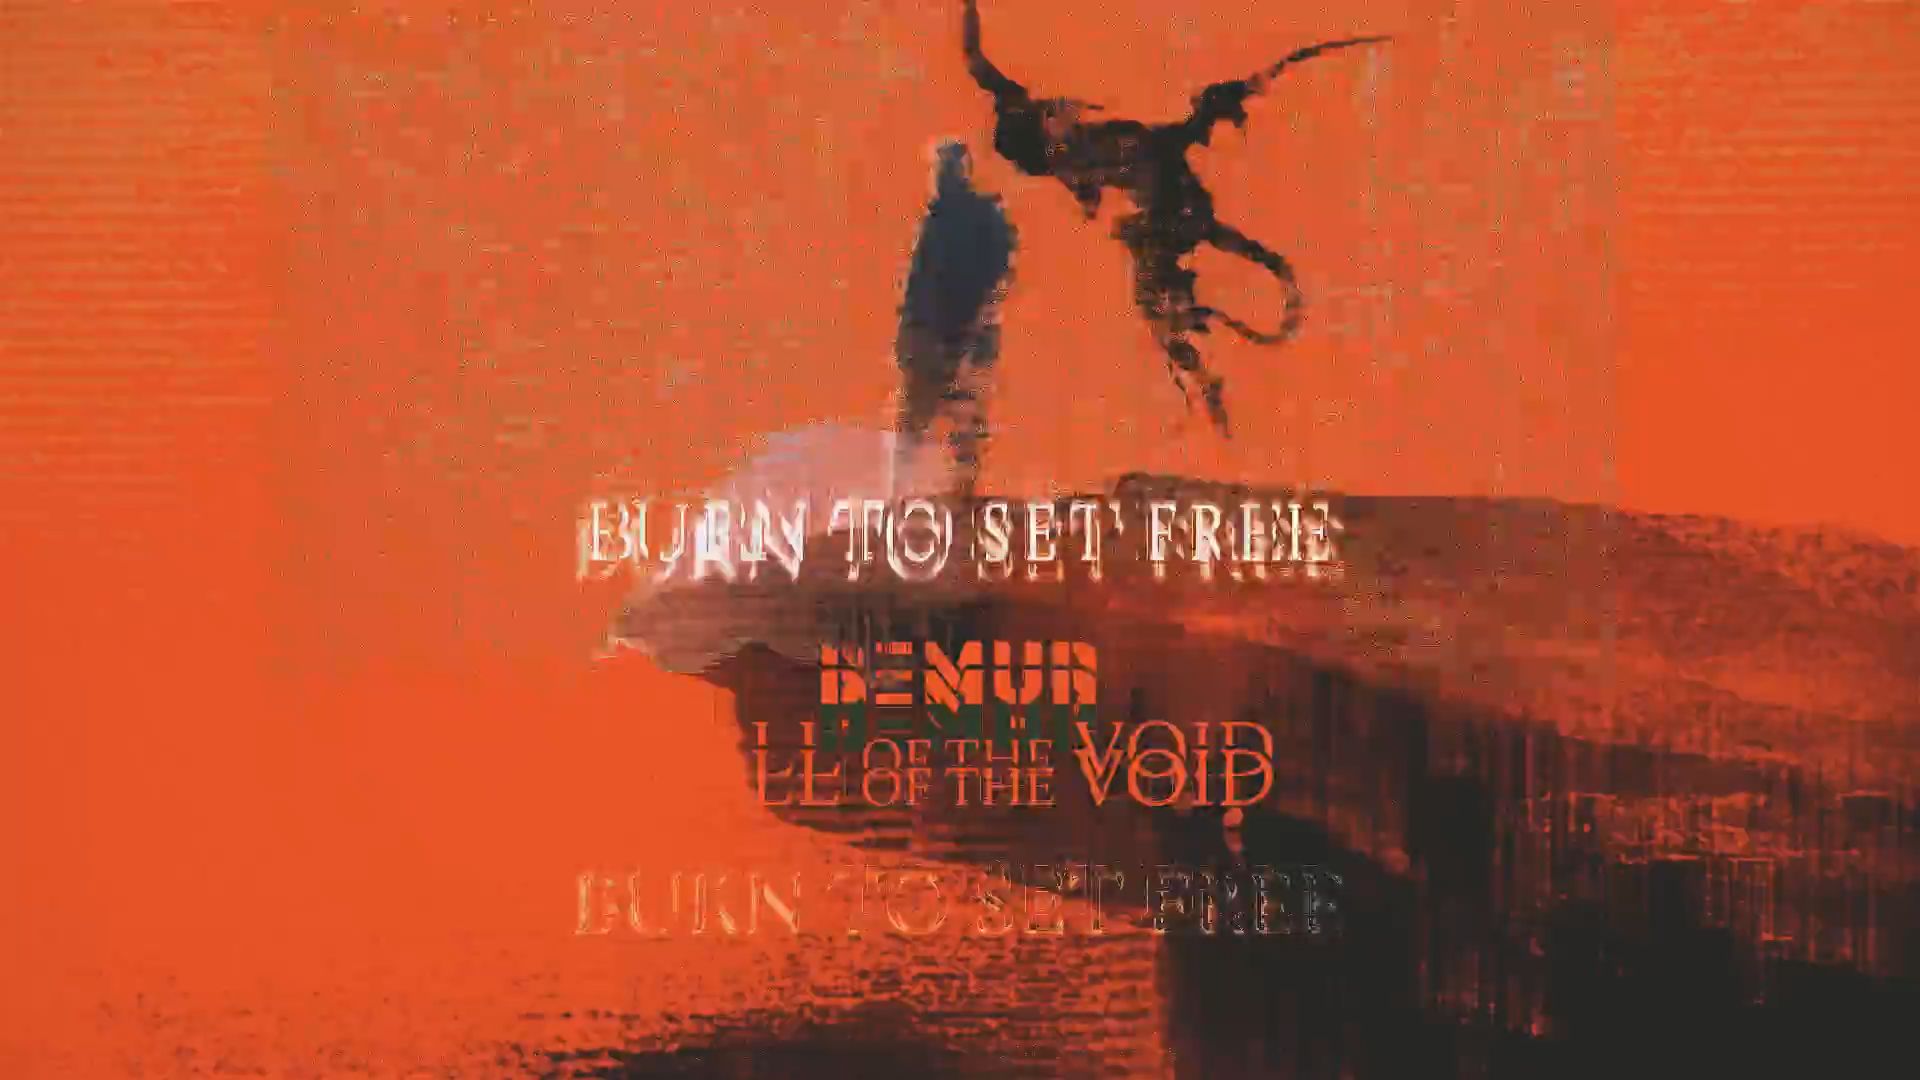 BURN TO SET FREE
DEMUR
LL OF THE VOID
BURN TO SET FREE